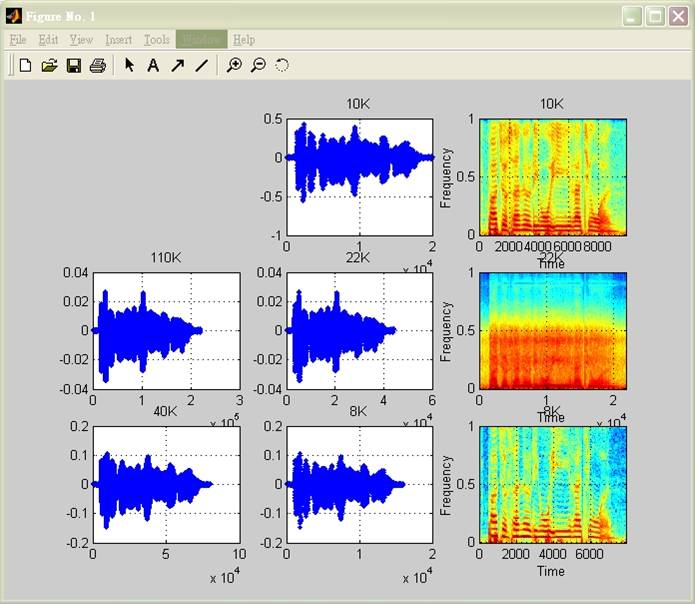 Figure No. 1
File Edit View Insert Tools Window Help
10K
0.5
0
-0.5
-1
0 1 2
x 10^4
10K
Frequency
1
0.5
0
0 2000 4000 6000 8000
Time
110K
0.04
0.02
0
-0.02
-0.04
0 1 2 3
x 10^5
22K
0.04
0.02
0
-0.02
-0.04
0 2 4 6
x 10^4
22K
Frequency
1
0.5
0
0 1 2
x 10^4
Time
40K
0.2
0.1
0
-0.1
-0.2
0 5 10
x 10^4
8K
0.2
0.1
0
-0.1
-0.2
0 1 2
x 10^4
8K
Frequency
1
0.5
0
0 2000 4000 6000
Time